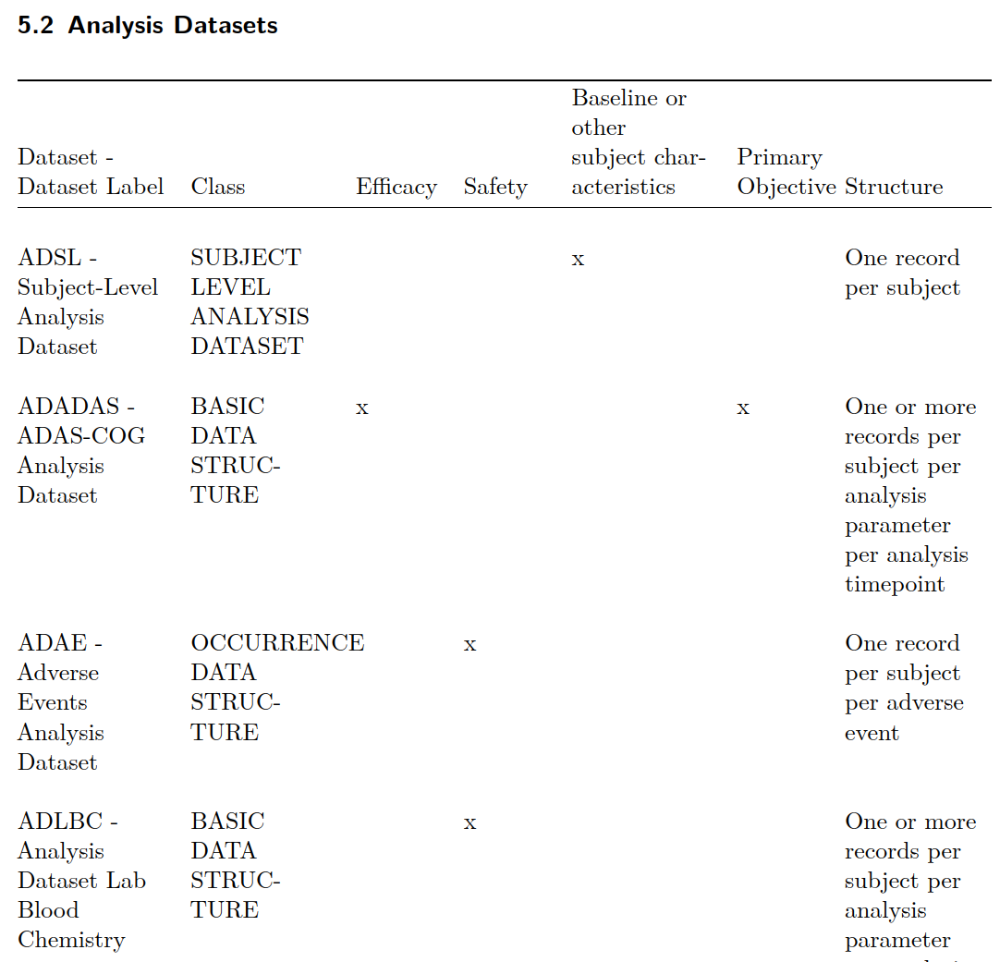 5.2 Analysis Datasets
Dataset -
Dataset Label
Class
Efficacy
Safety
Baseline or
other
subject char-
acteristics
Primary
Objective
Structure
ADSL -
Subject-Level
Analysis
Dataset
SUBJECT
LEVEL
ANALYSIS
DATASET
x
One record
per subject
ADADAS -
ADAS-COG
Analysis
Dataset
BASIC
DATA
STRUC-
TURE
x
x
One or more
records per
subject per
analysis
parameter
per analysis
timepoint
ADAE -
Adverse
Events
Analysis
Dataset
OCCURRENCE
DATA
STRUC-
TURE
x
One record
per subject
per adverse
event
ADLBC -
Analysis
Dataset Lab
Blood
Chemistry
BASIC
DATA
STRUC-
TURE
x
One or more
records per
subject per
analysis
parameter